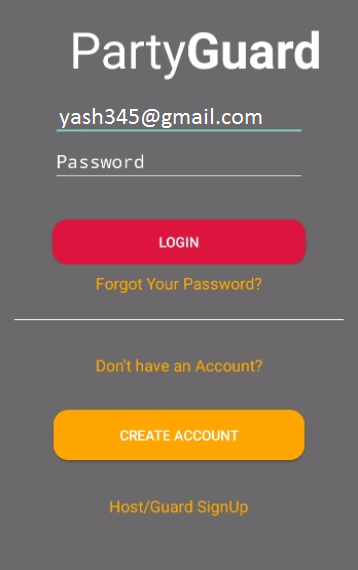 PartyGuard
yash345@gmail.com
Password
LOGIN
Forgot Your Password?
Don't have an Account?
CREATE ACCOUNT
Host/Guard SignUp